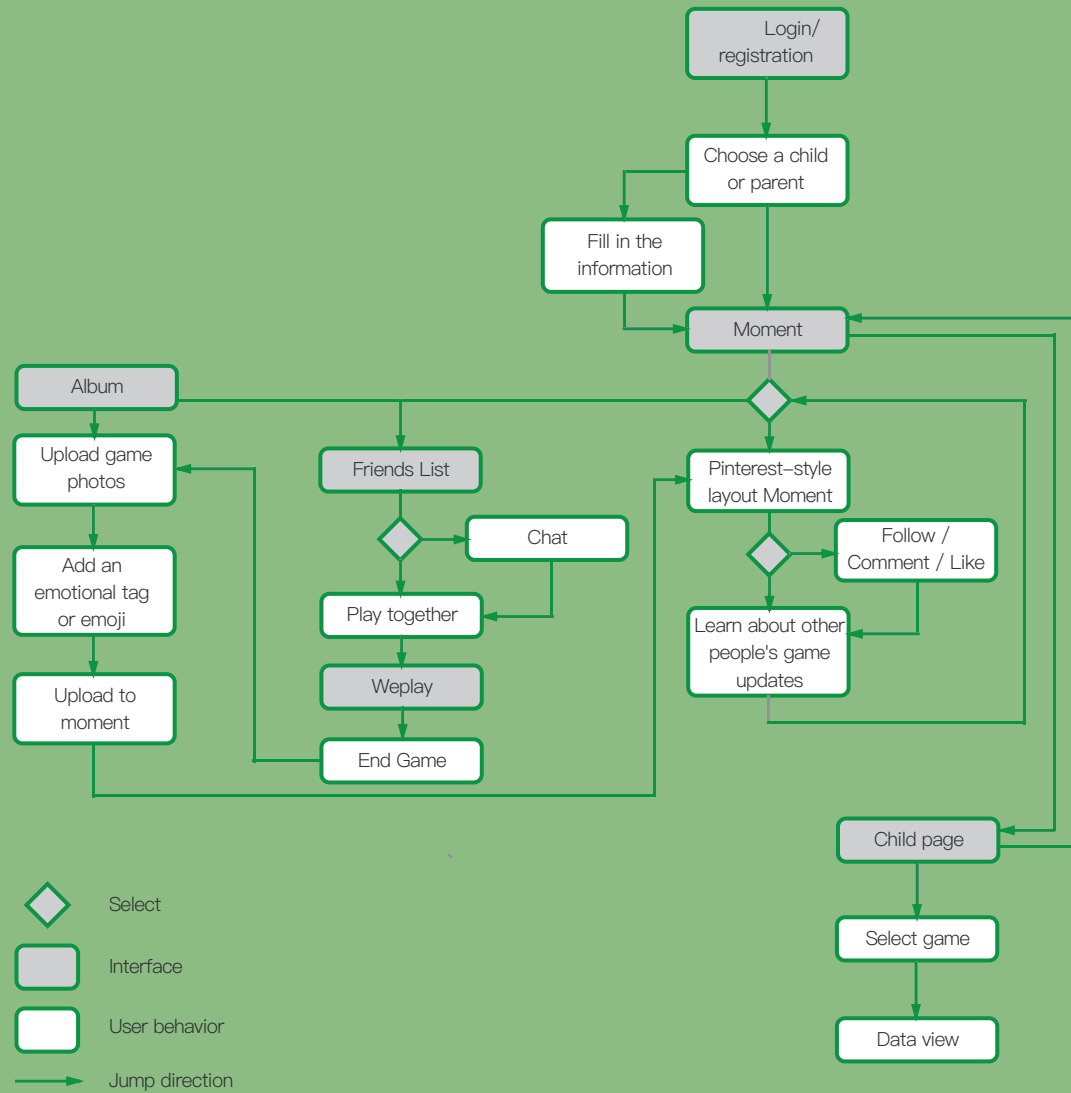 Login/
registration
Choose a child
or parent
Fill in the
information
Moment
Album
Upload game
photos
Friends List
Pinterest-style
layout Moment
Chat
Follow /
Comment / Like
Add an
emotional tag
or emoji
Play together
Learn about other
people's game
updates
Weplay
Upload to
moment
End Game
Child page
Select game
Data view
Select
Interface
User behavior
Jump direction